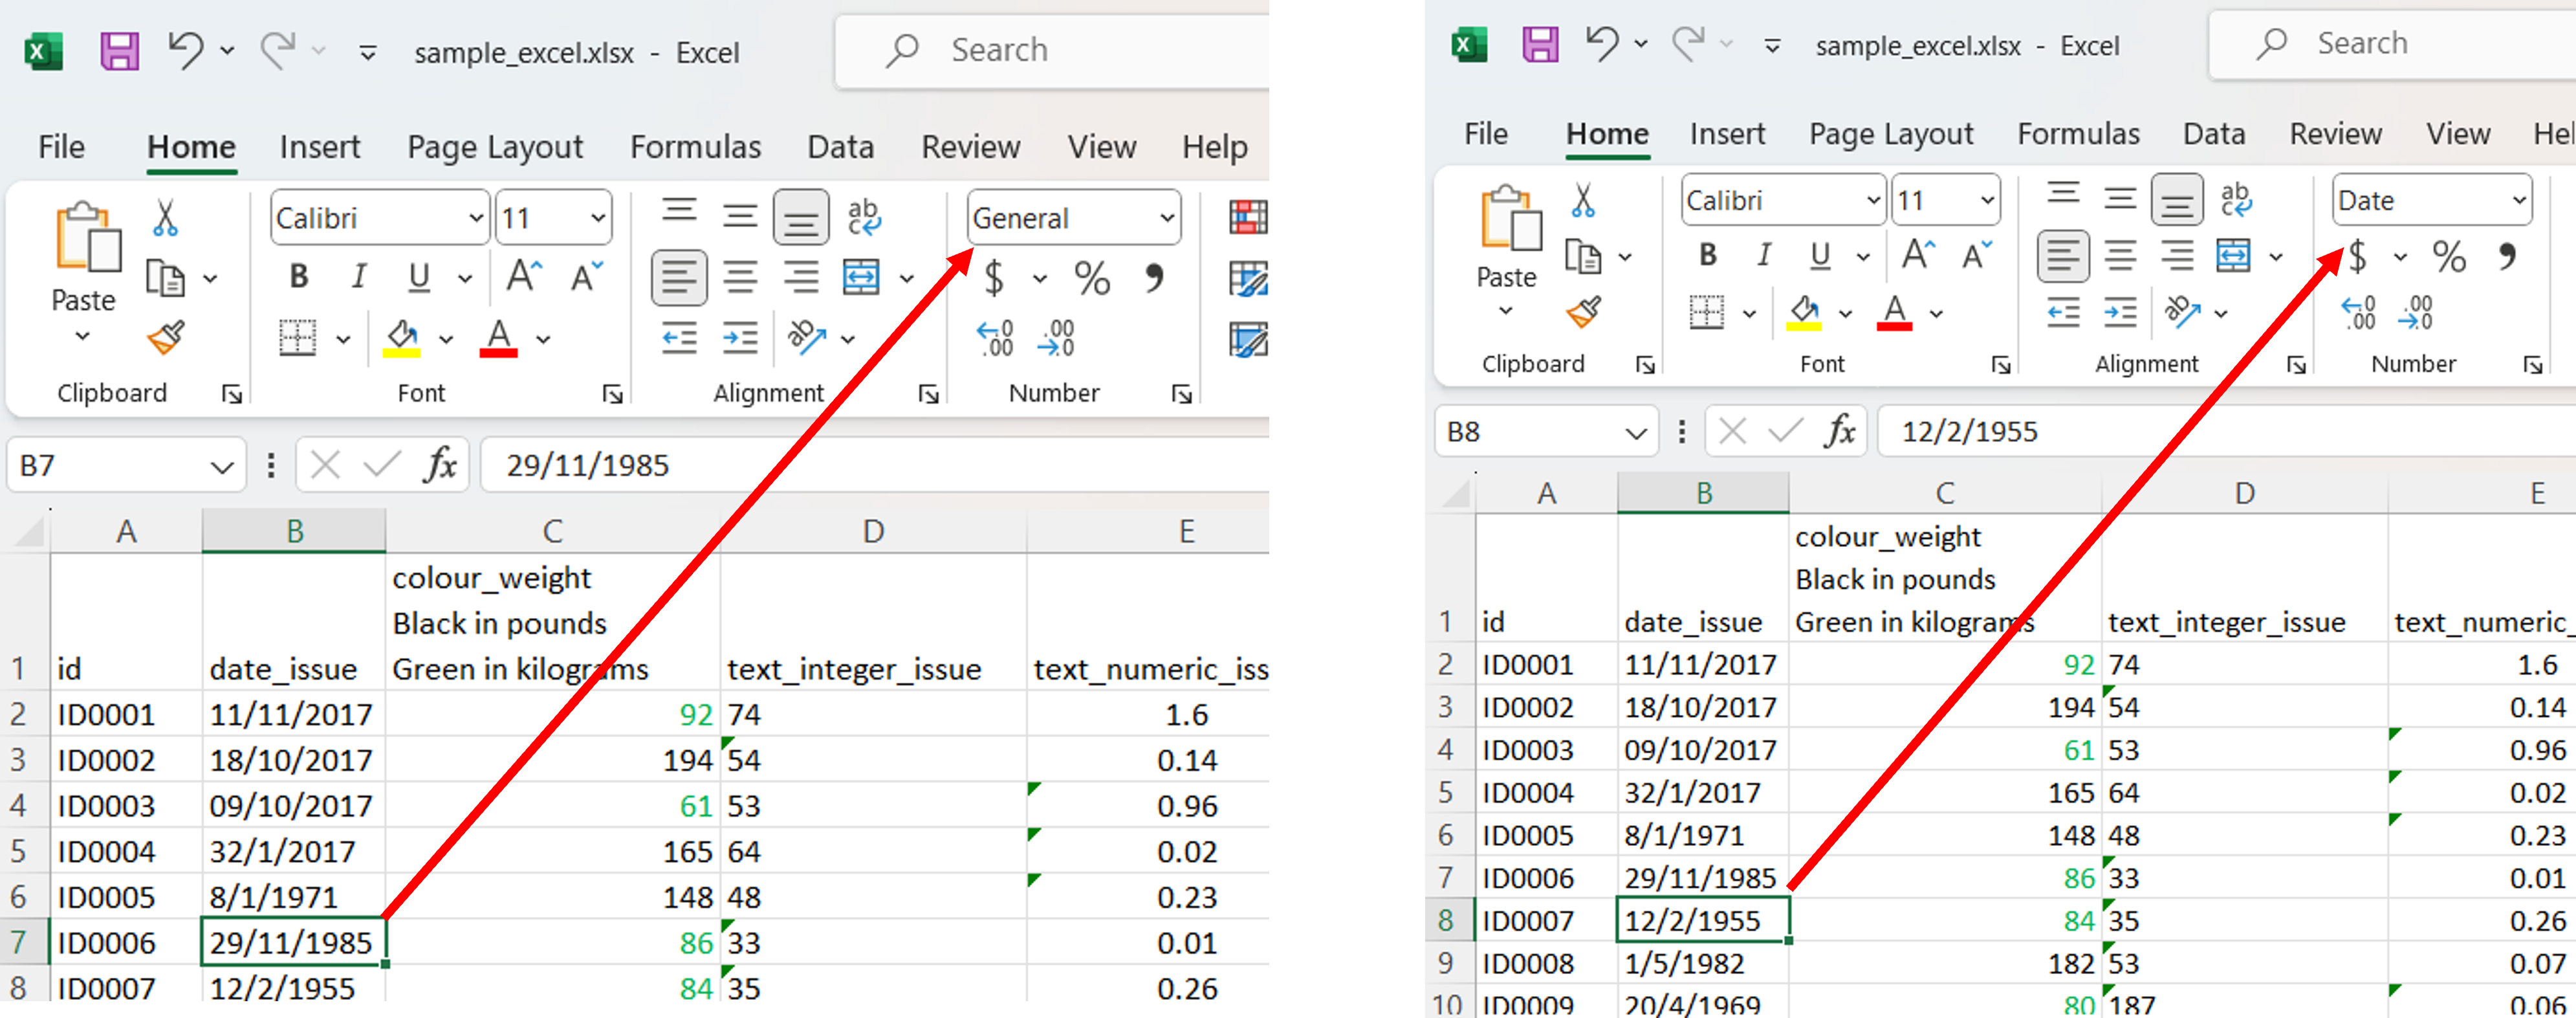 sample_excel.xlsx - Excel
Search
File Home Insert Page Layout Formulas Data Review View Help
Paste
Calibri 11
General
B I U A A
ab
c
$ % ,
A
ab
0 .00
.00 0
Clipboard Font Alignment Number
B7 fx 29/11/1985
A B C D E
colour_weight
Black in pounds
1 id date_issue Green in kilograms text_integer_issue text_numeric_iss
2 ID0001 11/11/2017 92 74 1.6
3 ID0002 18/10/2017 194 54 0.14
4 ID0003 09/10/2017 61 53 0.96
5 ID0004 32/1/2017 165 64 0.02
6 ID0005 8/1/1971 148 48 0.23
7 ID0006 29/11/1985 86 33 0.01
8 ID0007 12/2/1955 84 35 0.26
sample_excel.xlsx - Excel
Search
File Home Insert Page Layout Formulas Data Review View Hel
Paste
Calibri 11
Date
B I U A A
ab
c
$ % ,
A
ab
0 .00
.00 0
Clipboard Font Alignment Number
B8 fx 12/2/1955
A B C D E
colour_weight
Black in pounds
1 id date_issue Green in kilograms text_integer_issue text_numeric_
2 ID0001 11/11/2017 92 74 1.6
3 ID0002 18/10/2017 194 54 0.14
4 ID0003 09/10/2017 61 53 0.96
5 ID0004 32/1/2017 165 64 0.02
6 ID0005 8/1/1971 148 48 0.23
7 ID0006 29/11/1985 86 33 0.01
8 ID0007 12/2/1955 84 35 0.26
9 ID0008 1/5/1982 182 53 0.07
10 ID0009 20/4/1969 80 187 0.06